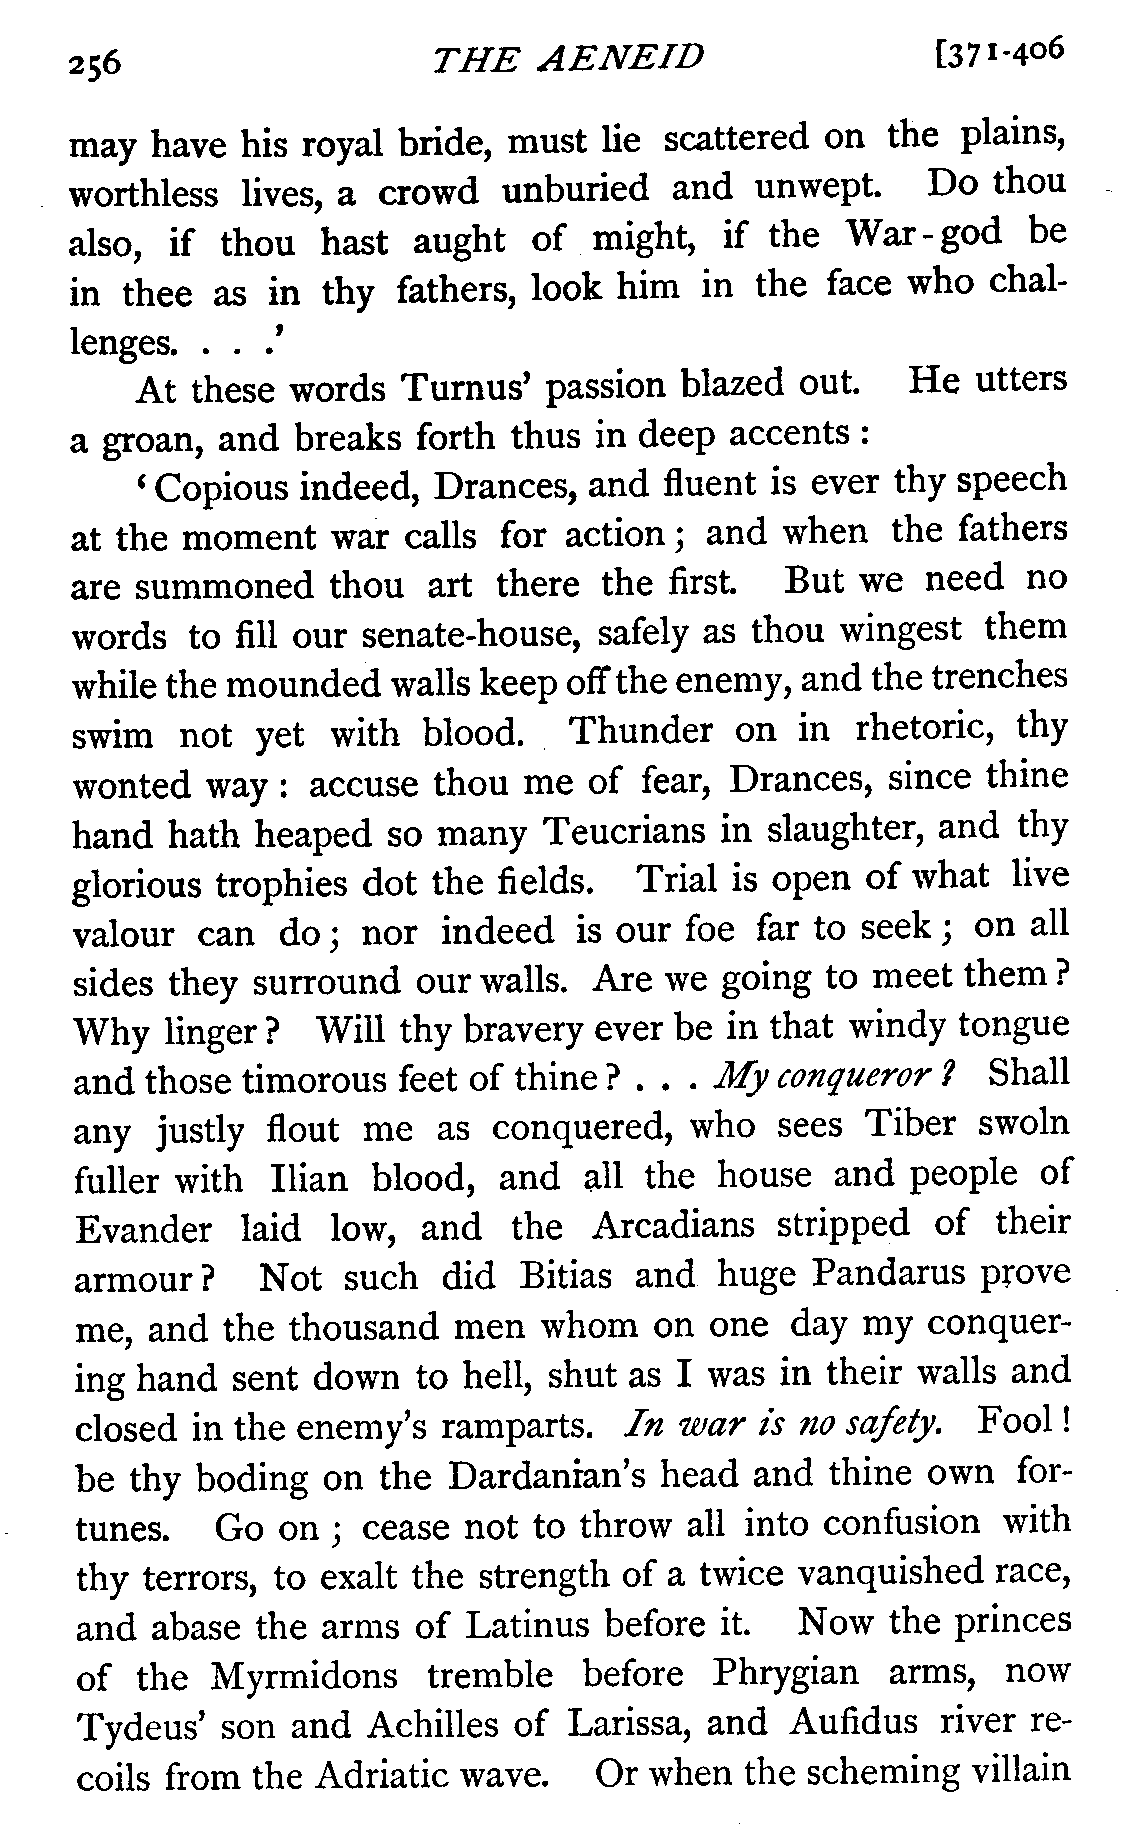 256 THE AENEID [371-406
may have his royal bride, must lie scattered on the plains,
worthless lives, a crowd unburied and unwept. Do thou
also, if thou hast aught of might, if the War-god be
in thee as in thy fathers, look him in the face who chal-
lenges. . . .’
At these words Turnus’ passion blazed out. He utters
a groan, and breaks forth thus in deep accents :
‘Copious indeed, Drances, and fluent is ever thy speech
at the moment war calls for action ; and when the fathers
are summoned thou art there the first. But we need no
words to fill our senate-house, safely as thou wingest them
while the mounded walls keep off the enemy, and the trenches
swim not yet with blood. Thunder on in rhetoric, thy
wonted way : accuse thou me of fear, Drances, since thine
hand hath heaped so many Teucrians in slaughter, and thy
glorious trophies dot the fields. Trial is open of what live
valour can do ; nor indeed is our foe far to seek ; on all
sides they surround our walls. Are we going to meet them ?
Why linger ? Will thy bravery ever be in that windy tongue
and those timorous feet of thine ? . . . My conqueror ? Shall
any justly flout me as conquered, who sees Tiber swoln
fuller with Ilian blood, and all the house and people of
Evander laid low, and the Arcadians stripped of their
armour ? Not such did Bitias and huge Pandarus prove
me, and the thousand men whom on one day my conquer-
ing hand sent down to hell, shut as I was in their walls and
closed in the enemy’s ramparts. In war is no safety. Fool !
be thy boding on the Dardanian’s head and thine own for-
tunes. Go on ; cease not to throw all into confusion with
thy terrors, to exalt the strength of a twice vanquished race,
and abase the arms of Latinus before it. Now the princes
of the Myrmidons tremble before Phrygian arms, now
Tydeus’ son and Achilles of Larissa, and Aufidus river re-
coils from the Adriatic wave. Or when the scheming villain